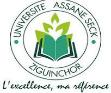 UNIVERSITE ASSANE SECK
ZIGUINCHOR
L'excellence, ma référence